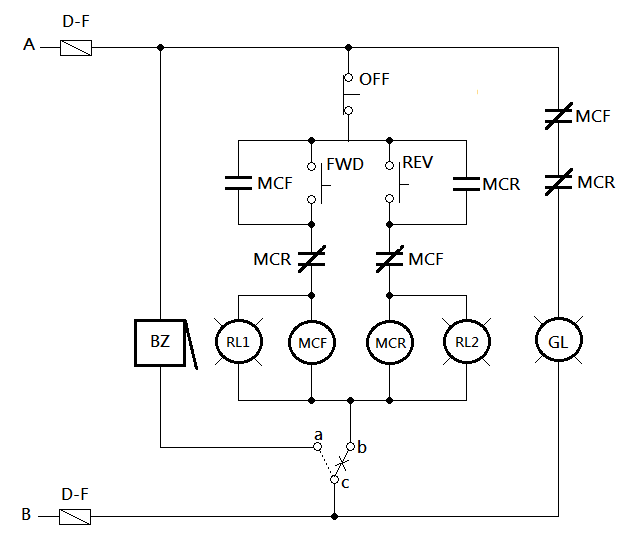 D-F
A
OFF
MCF
FWD
REV
MCF
MCR
MCR
MCR
MCF
BZ
RL1
MCF
MCR
RL2
GL
a
b
c
D-F
B